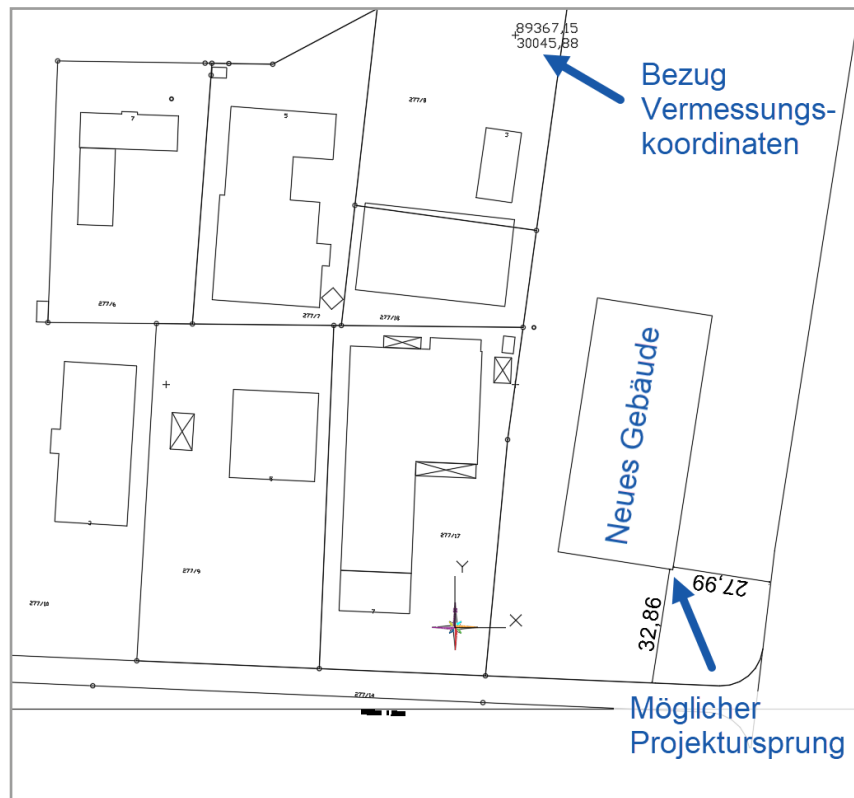 89367,15
30045,88
Bezug
Vermessungs-
koordinaten
277/8
7
5
3
277/6
277/7
277/16
Neues Gebäude
277/17
277/9
277/10
7
Y
X
27,99
32,86
277/14
Möglicher
Projektursprung